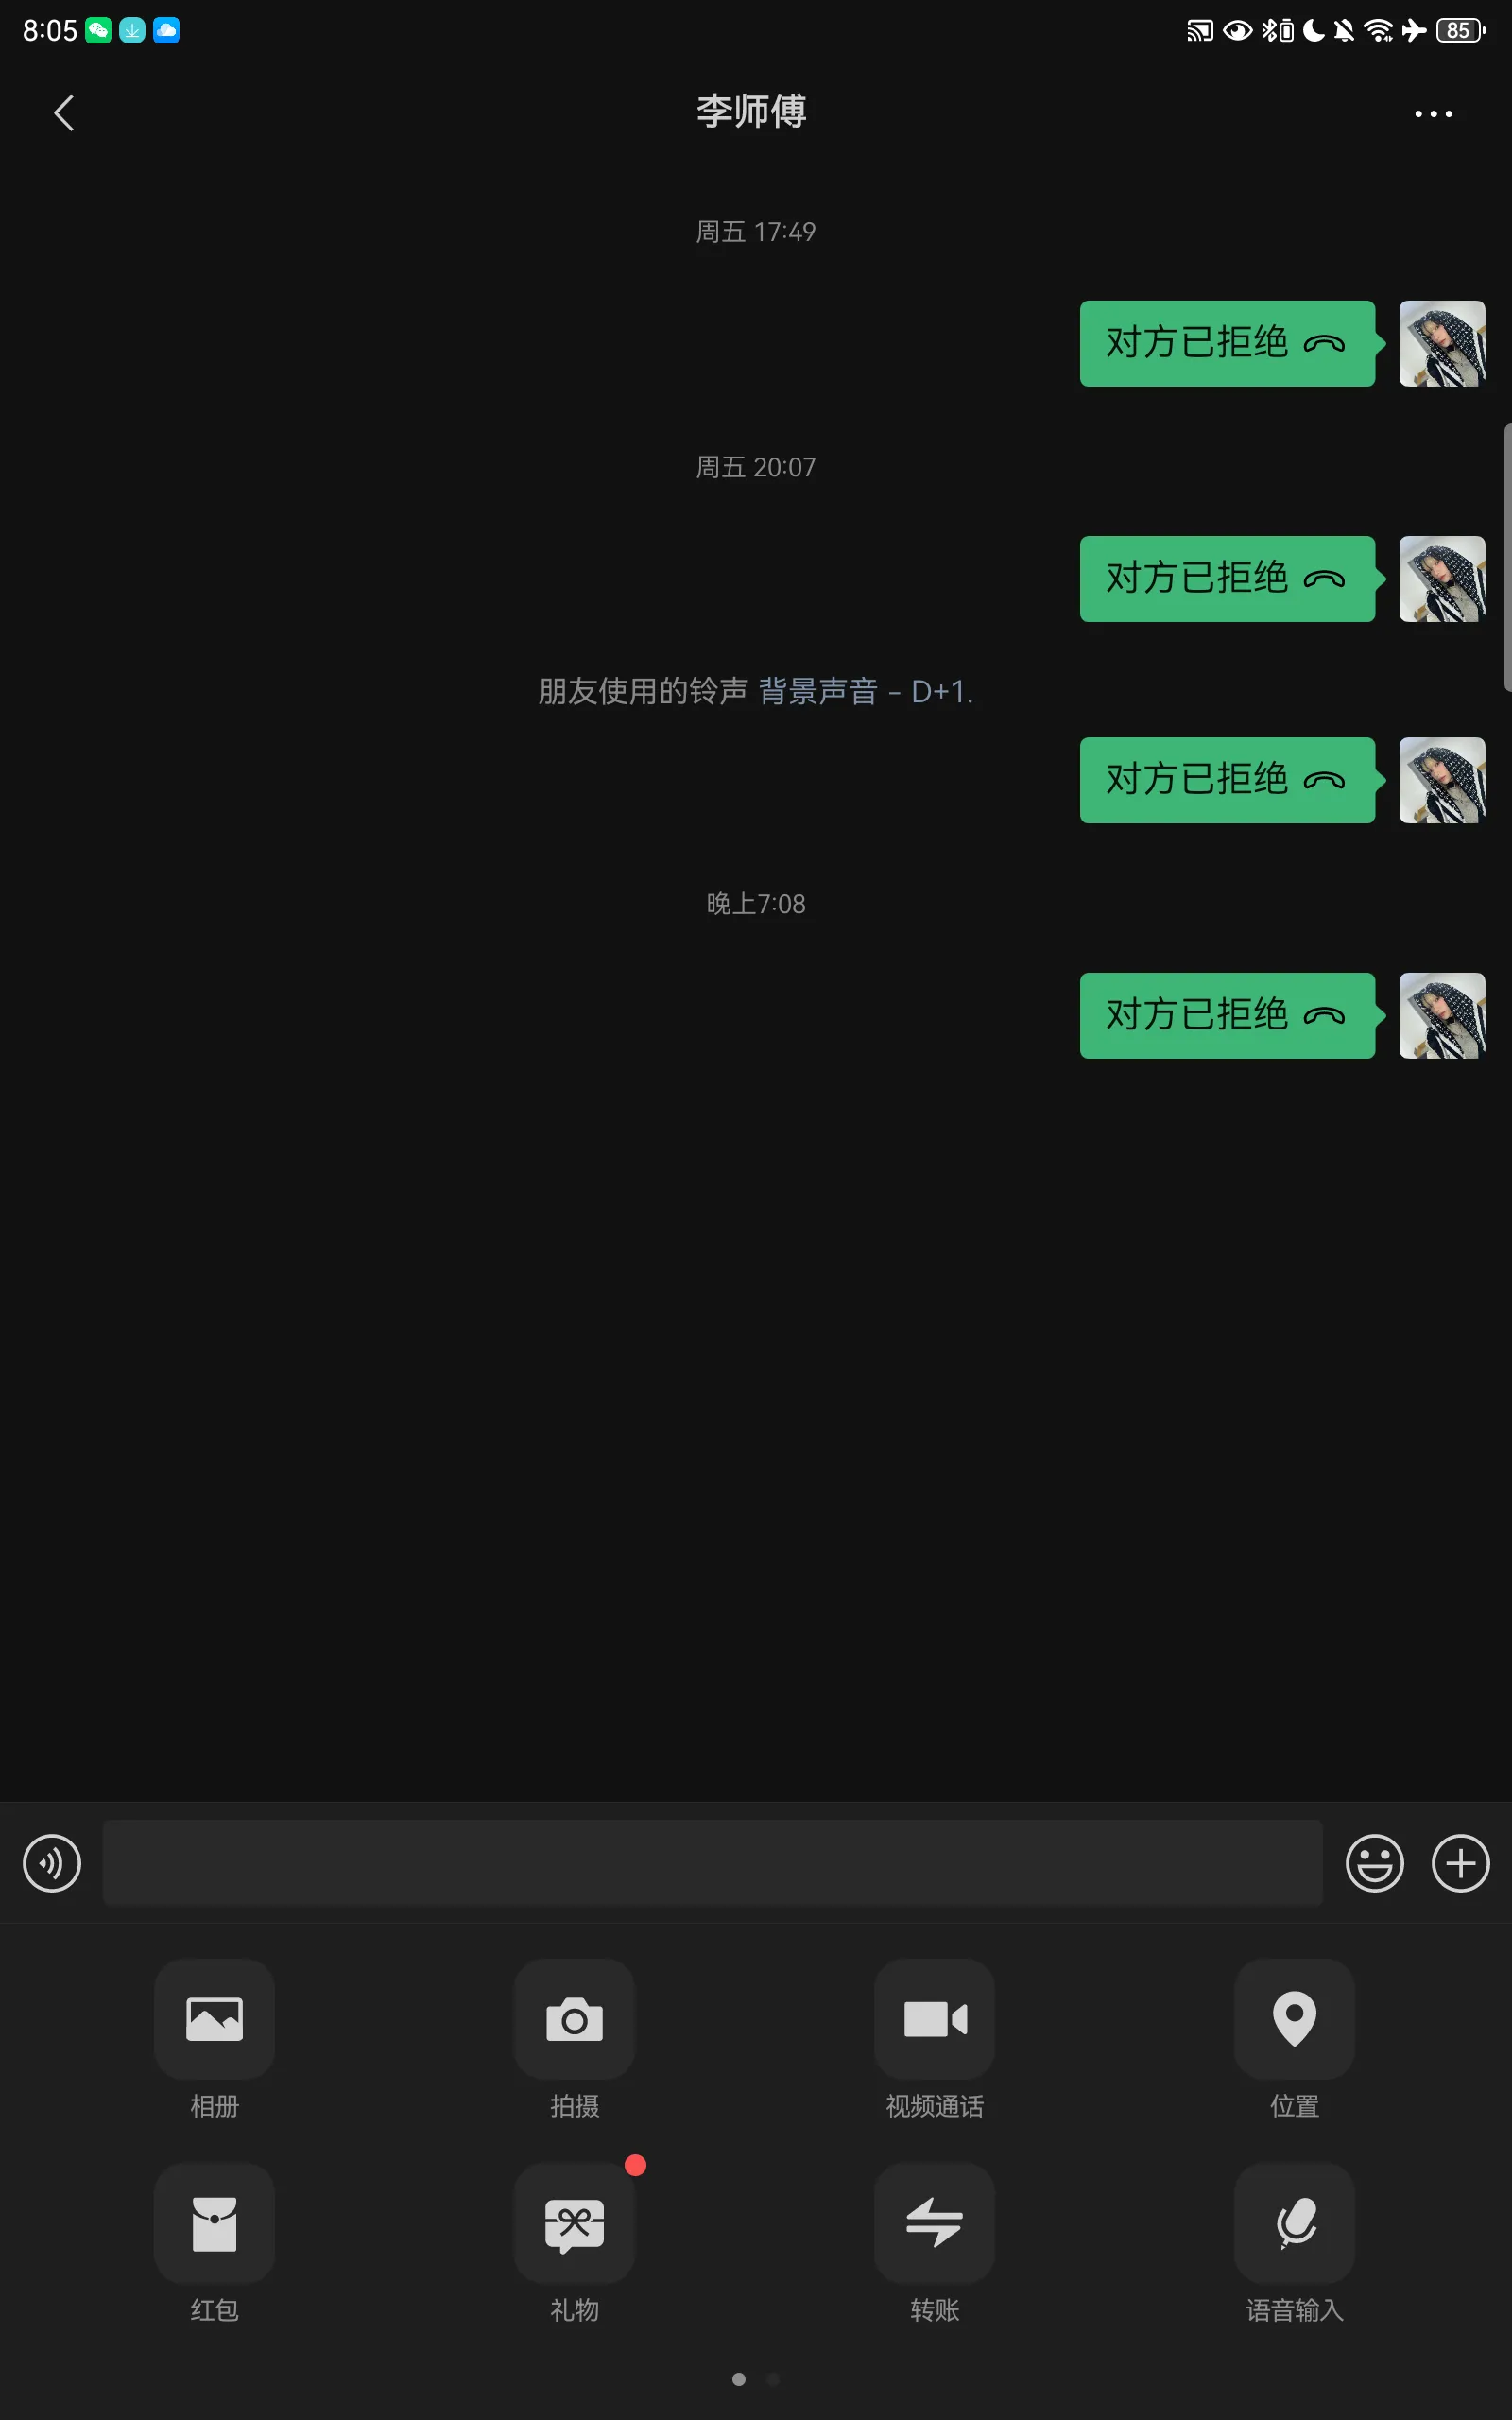 8:05
85
李师傅
周五 17:49
对方已拒绝
周五 20:07
对方已拒绝
朋友使用的铃声 背景声音 - D+1.
对方已拒绝
晚上7:08
对方已拒绝
相册
拍摄
视频通话
位置
红包
礼物
转账
语音输入